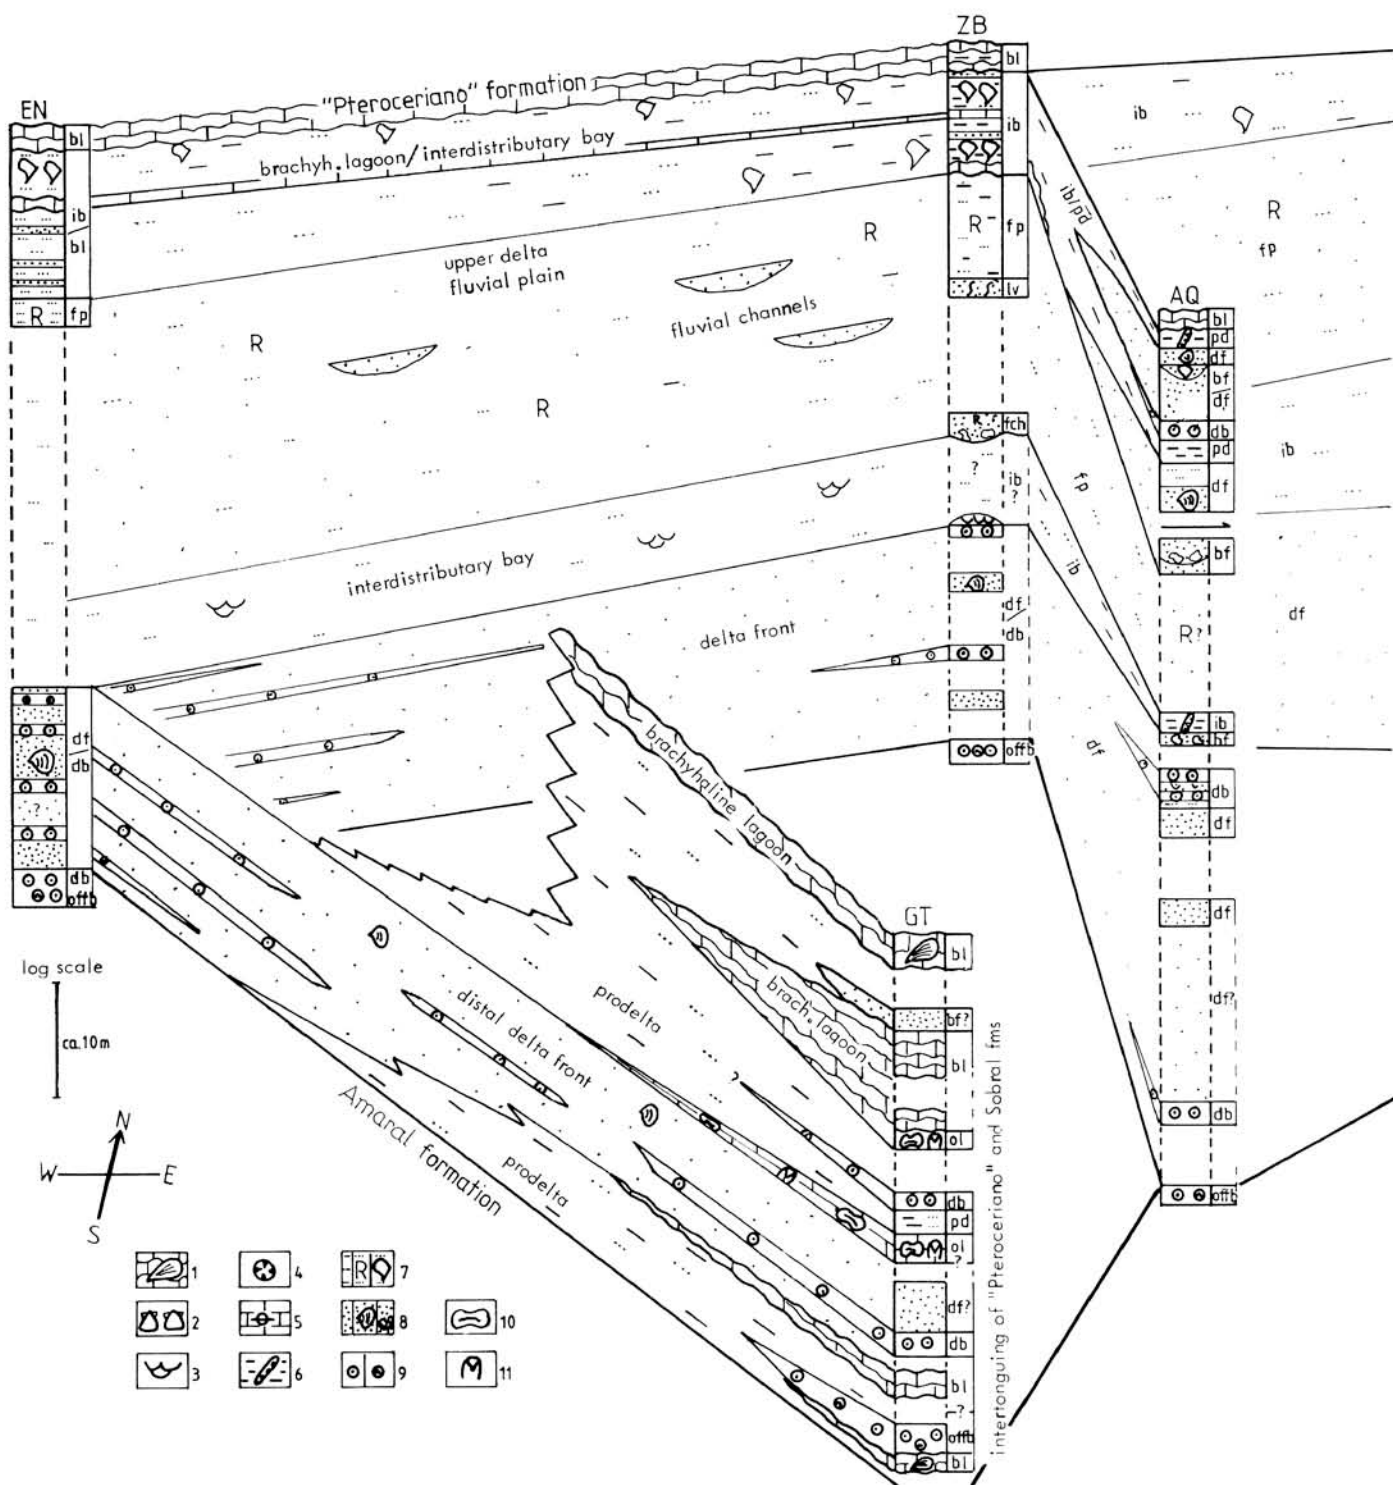 ZB
bl
ib
R
fp
lv
R
fch
?
ib
?
df
db
offb
EN
bl
ib
bl
R
fp
df
db
?
db
offb
"Pteroceriano" formation
brachyh. lagoon/interdistributary bay
upper delta
fluvial plain
R
fluvial channels
R
R
interdistributary bay
delta front
ib
R
fp
ib
df
ib/pd
fp
ib
df
AQ
bl
pd
df
bf
df
db
pd
df
bf
R?
ib
bf
db
df
df
df?
db
offb
brachyhaline lagoon
brach. lagoon
prodelta
?
distal delta front
prodelta
Amaral formation
GT
bl
bf?
bl
ol
db
pd
ol
?
df?
db
bl
?
offb
bl
intertonguing of "Pteroceriano" and Sobral fms
log scale
ca.10m
N
W E
S
1
4
R
7
2
5
8
10
3
6
9
11